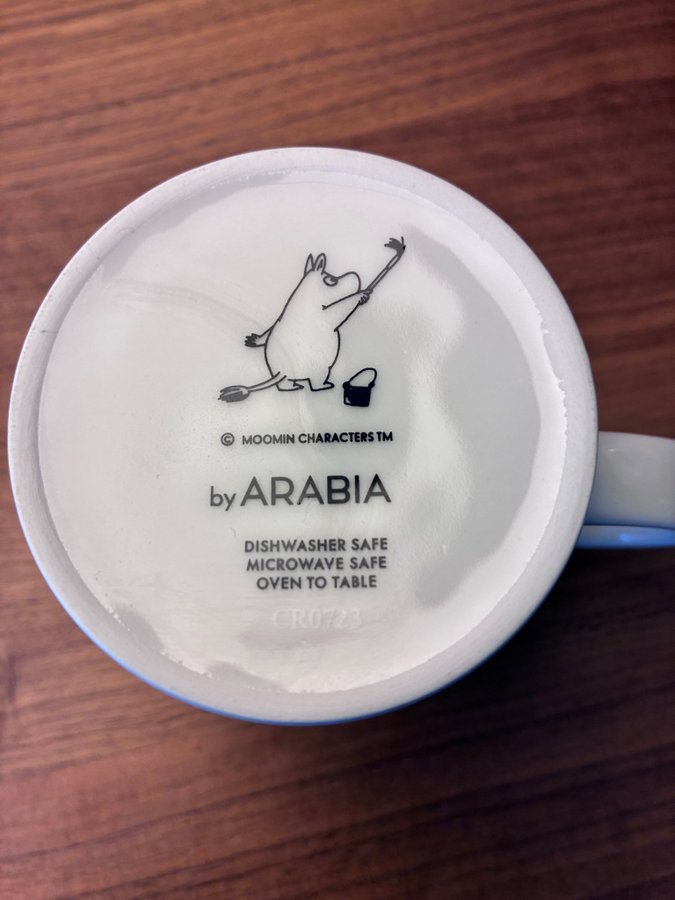 © MOOMIN CHARACTERS TM
by ARABIA
DISHWASHER SAFE
MICROWAVE SAFE
OVEN TO TABLE
CR0723